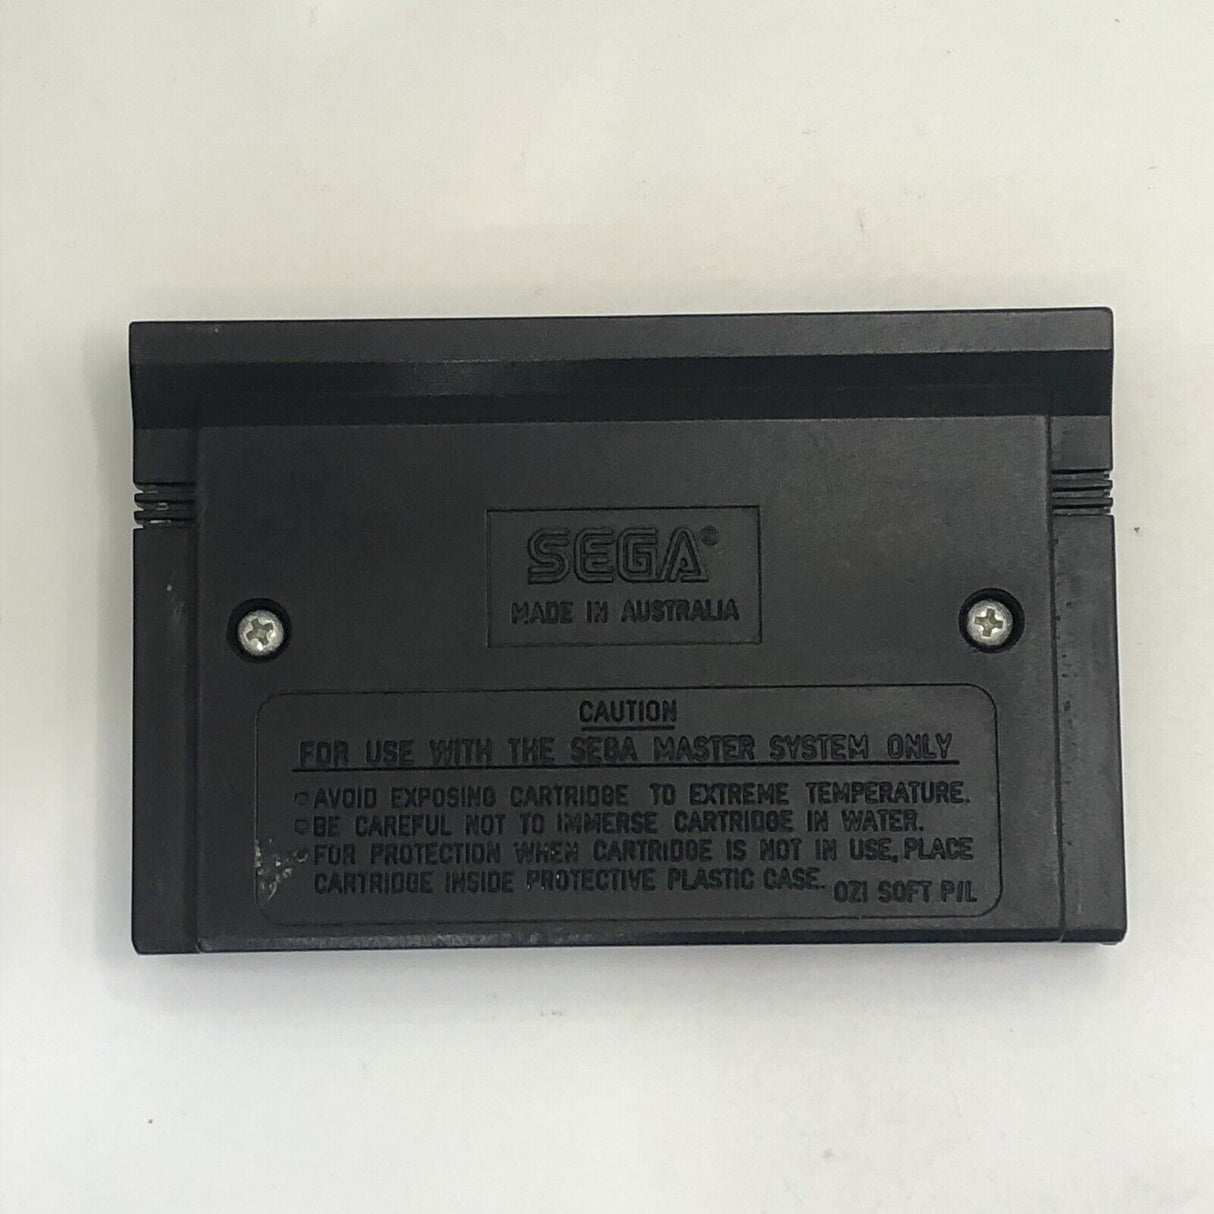 SEGA®
MADE IN AUSTRALIA
CAUTION
FOR USE WITH THE SEGA MASTER SYSTEM ONLY
○ AVOID EXPOSING CARTRIDGE TO EXTREME TEMPERATURE.
○ BE CAREFUL NOT TO IMMERSE CARTRIDGE IN WATER.
○ FOR PROTECTION WHEN CARTRIDGE IS NOT IN USE, PLACE
CARTRIDGE INSIDE PROTECTIVE PLASTIC CASE.
OZI SOFT P/L